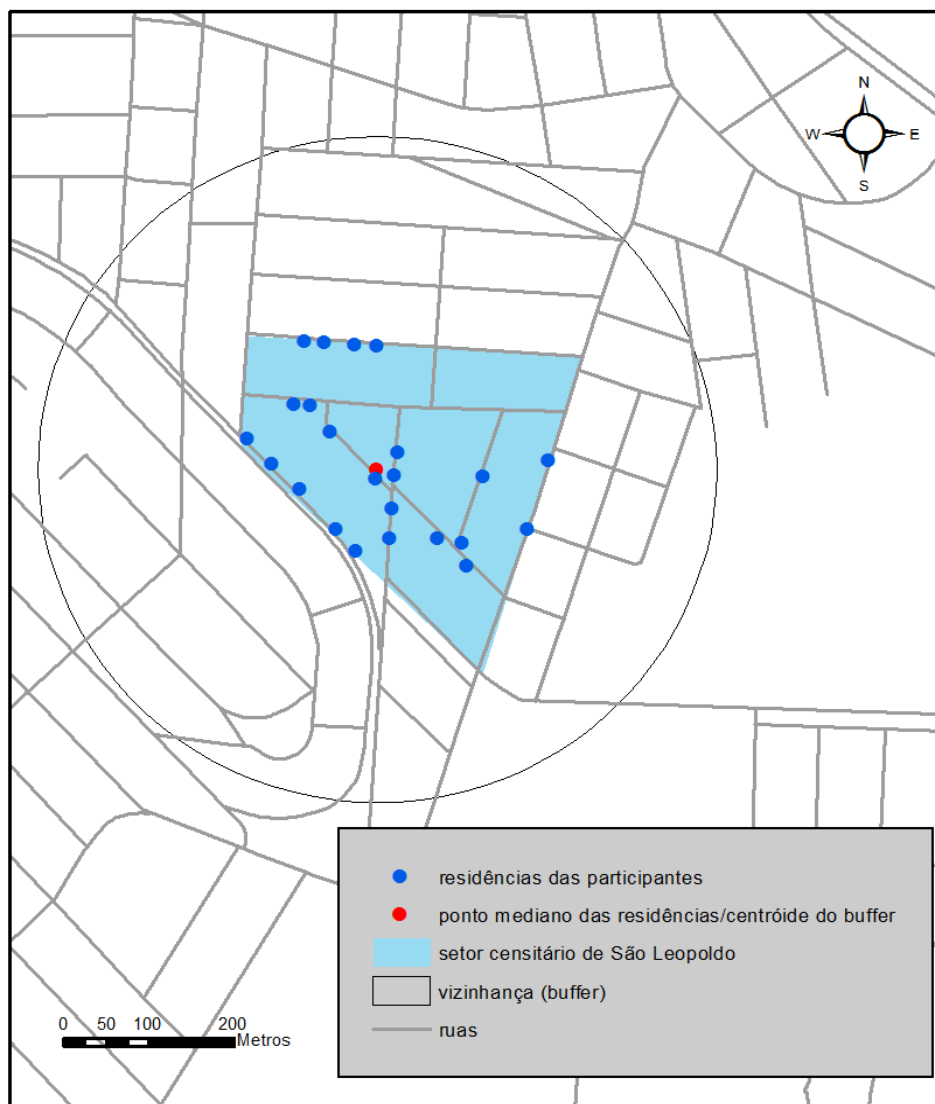 N
W E
S
residências das participantes
ponto mediano das residências/centróide do buffer
setor censitário de São Leopoldo
vizinhança (buffer)
ruas
0 50 100 200
Metros